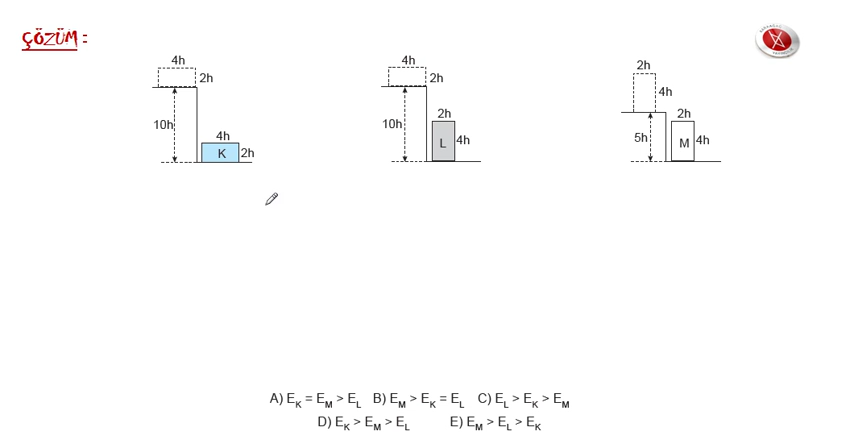 ÇÖZÜM :
4h
2h
10h
4h
K
2h
4h
2h
10h
2h
L
4h
2h
4h
5h
2h
M
4h
A) E_K = E_M > E_L B) E_M > E_K = E_L C) E_L > E_K > E_M
D) E_K > E_M > E_L E) E_M > E_L > E_K